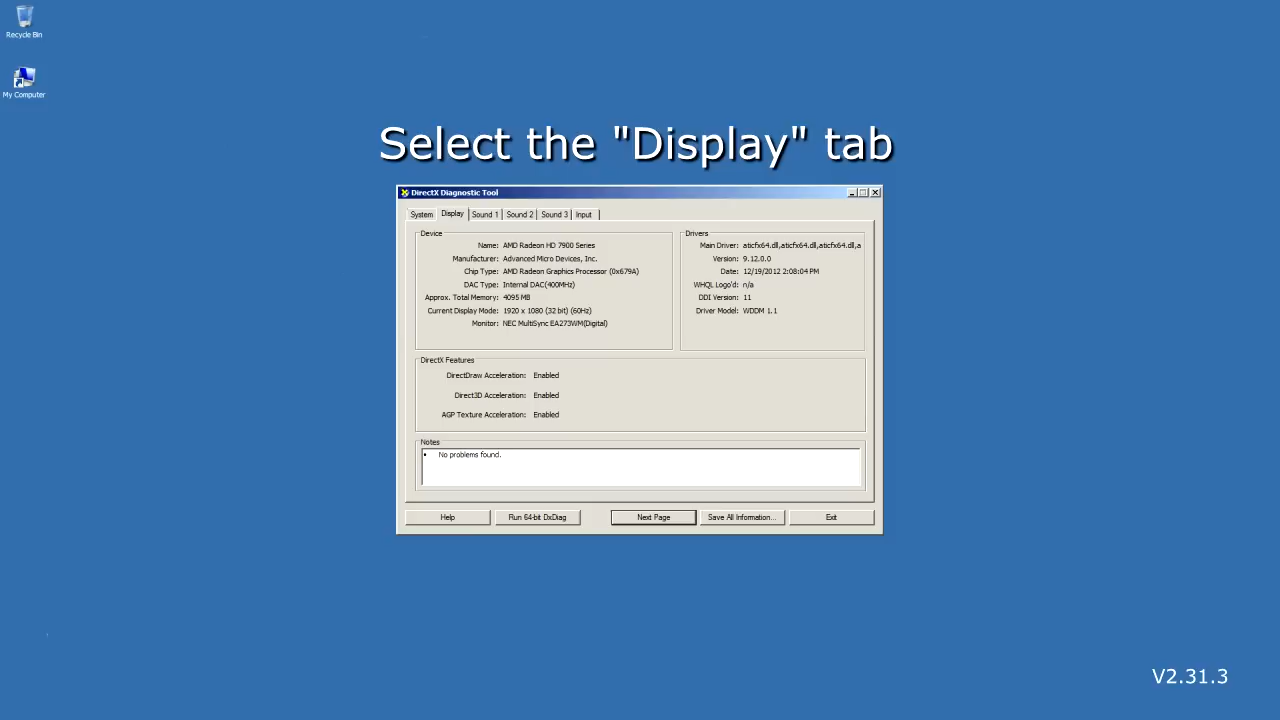 Recycle Bin
My Computer
Select the "Display" tab
DirectX Diagnostic Tool
System Display Sound 1 Sound 2 Sound 3 Input
Device
Name: AMD Radeon HD 7900 Series
Manufacturer: Advanced Micro Devices, Inc.
Chip Type: AMD Radeon Graphics Processor (0x679A)
DAC Type: Internal DAC(400MHz)
Approx. Total Memory: 4095 MB
Current Display Mode: 1920 x 1080 (32 bit) (60Hz)
Monitor: NEC MultiSync EA273WM(Digital)
Drivers
Main Driver: aticfx64.dll,aticfx64.dll,aticfx64.dll,a
Version: 9.12.0.0
Date: 12/19/2012 2:08:04 PM
WHQL Logo'd: n/a
DDI Version: 11
Driver Model: WDDM 1.1
DirectX Features
DirectDraw Acceleration: Enabled
Direct3D Acceleration: Enabled
AGP Texture Acceleration: Enabled
Notes
• No problems found.
Help Run 64-bit DxDiag Next Page Save All Information... Exit
V2.31.3